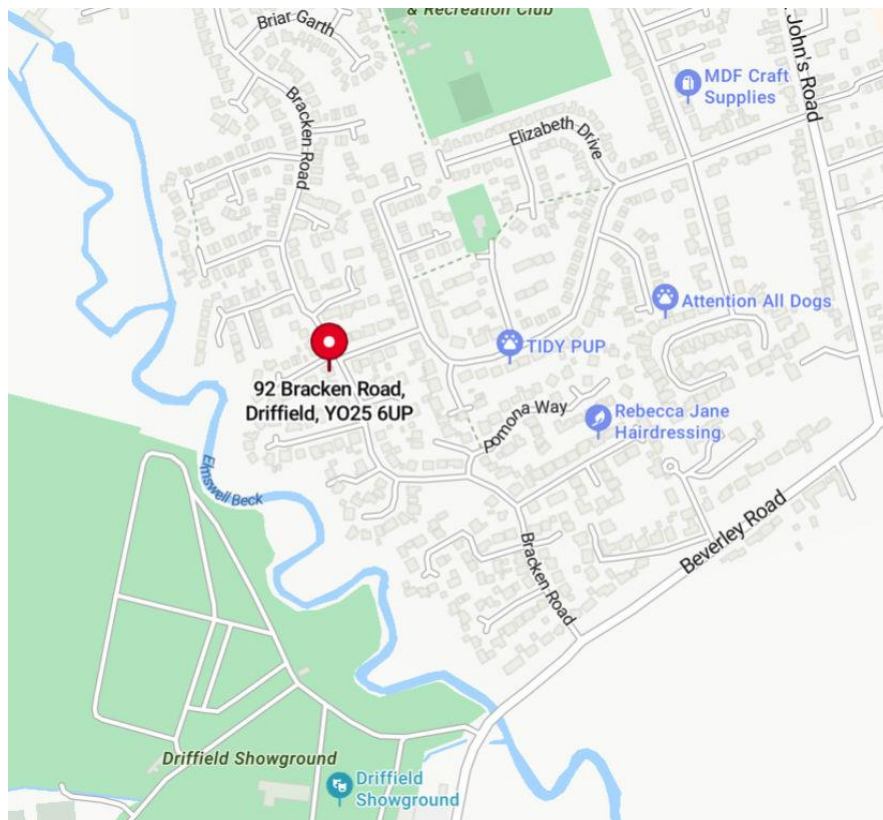 & Recreation Club
Briar Garth
John's Road
MDF Craft
Supplies
Bracken Road
Elizabeth Drive
Attention All Dogs
TIDY PUP
92 Bracken Road,
Driffield, YO25 6UP
Pomona Way
Rebecca Jane
Hairdressing
Elmswell Beck
Beverley Road
Bracken Road
Driffield Showground
Driffield
Showground